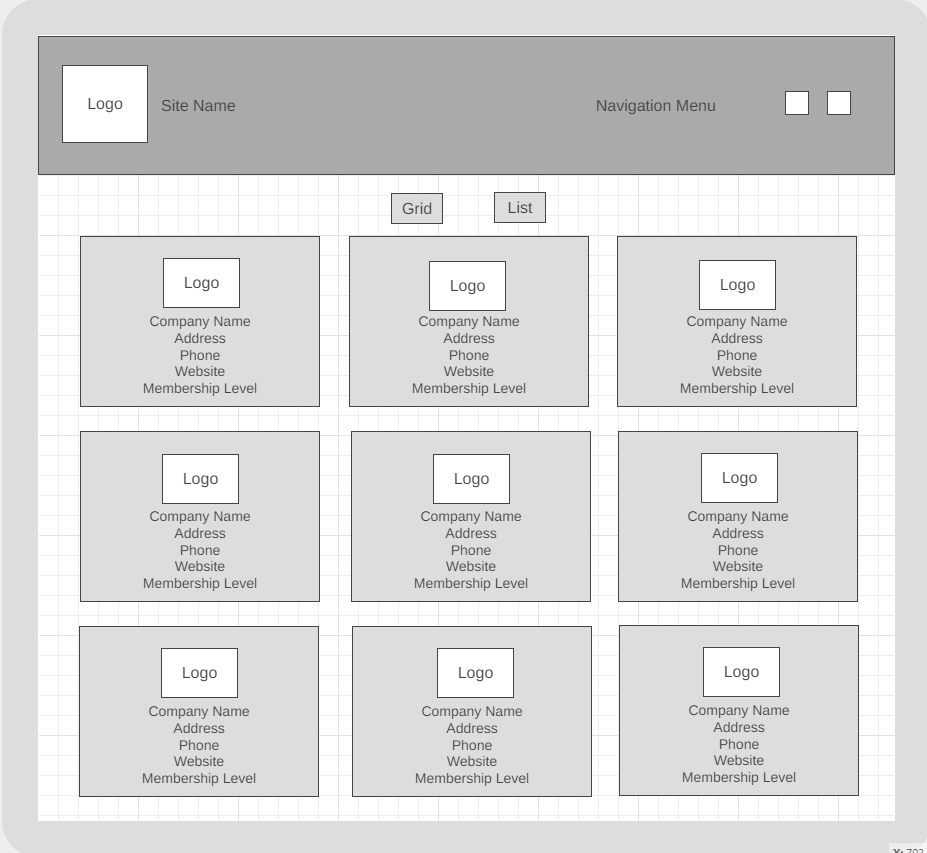 Logo
Site Name
Navigation Menu
Grid
List
Logo
Company Name
Address
Phone
Website
Membership Level
Logo
Company Name
Address
Phone
Website
Membership Level
Logo
Company Name
Address
Phone
Website
Membership Level
Logo
Company Name
Address
Phone
Website
Membership Level
Logo
Company Name
Address
Phone
Website
Membership Level
Logo
Company Name
Address
Phone
Website
Membership Level
Logo
Company Name
Address
Phone
Website
Membership Level
Logo
Company Name
Address
Phone
Website
Membership Level
Logo
Company Name
Address
Phone
Website
Membership Level